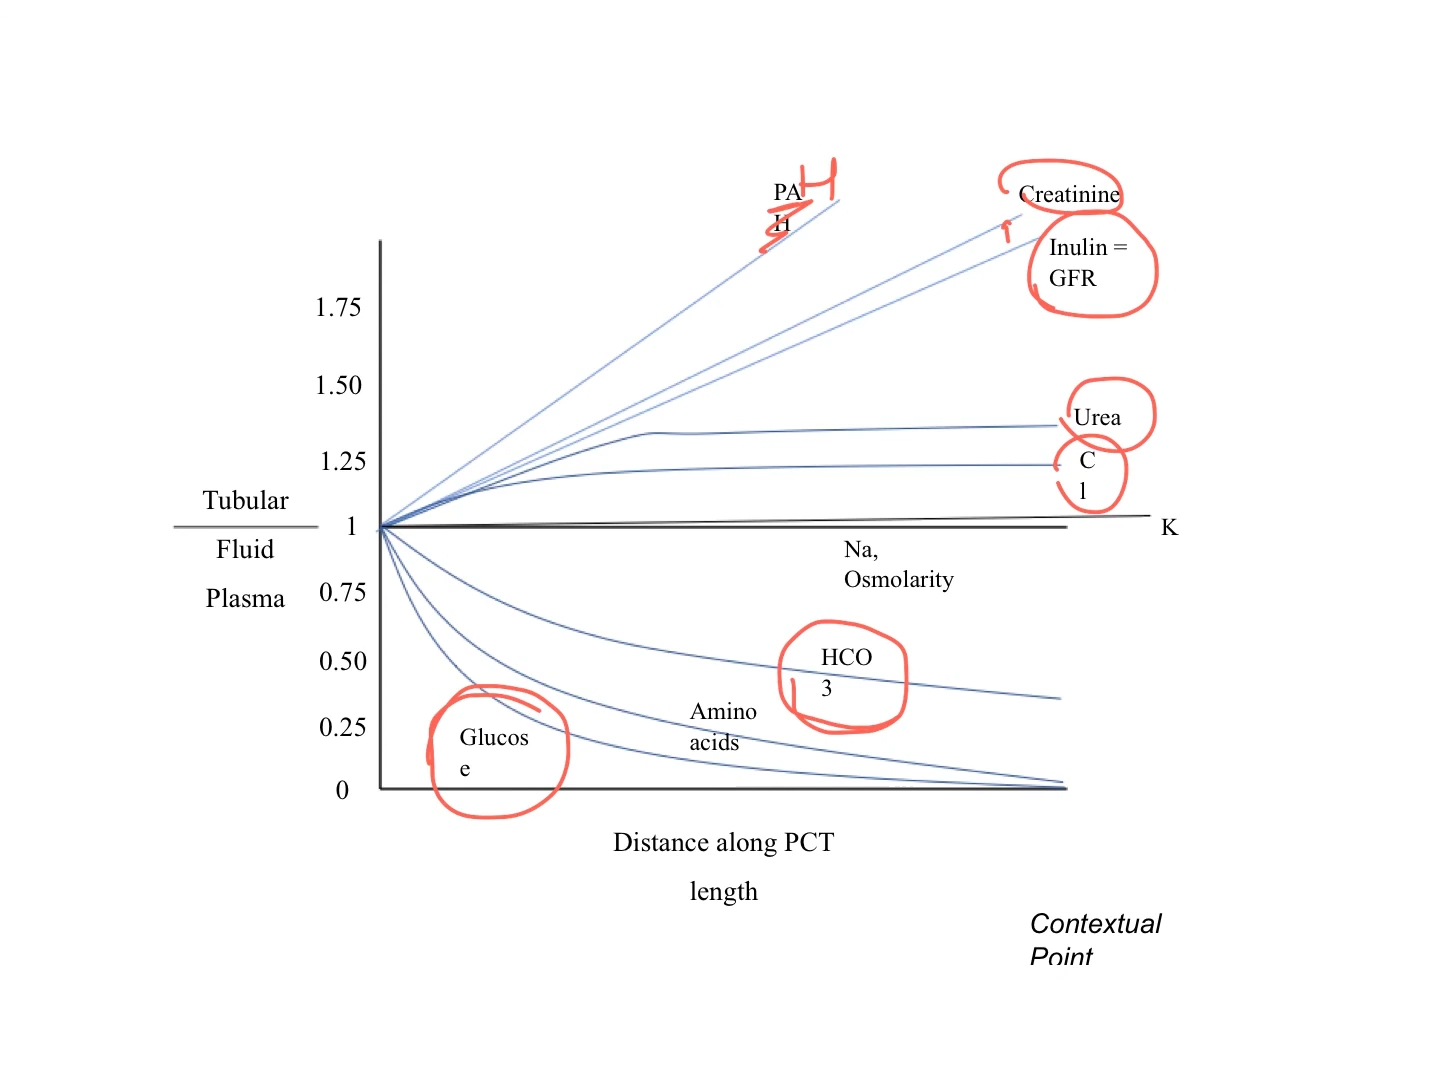 PA
H
H
Creatinine
Inulin =
GFR
1.75
1.50
Urea
1.25
C
l
Tubular
1
K
Fluid
Na,
Osmolarity
Plasma
0.75
HCO
3
0.50
Amino
acids
0.25
Glucos
e
0
Distance along PCT
length
Contextual
Point